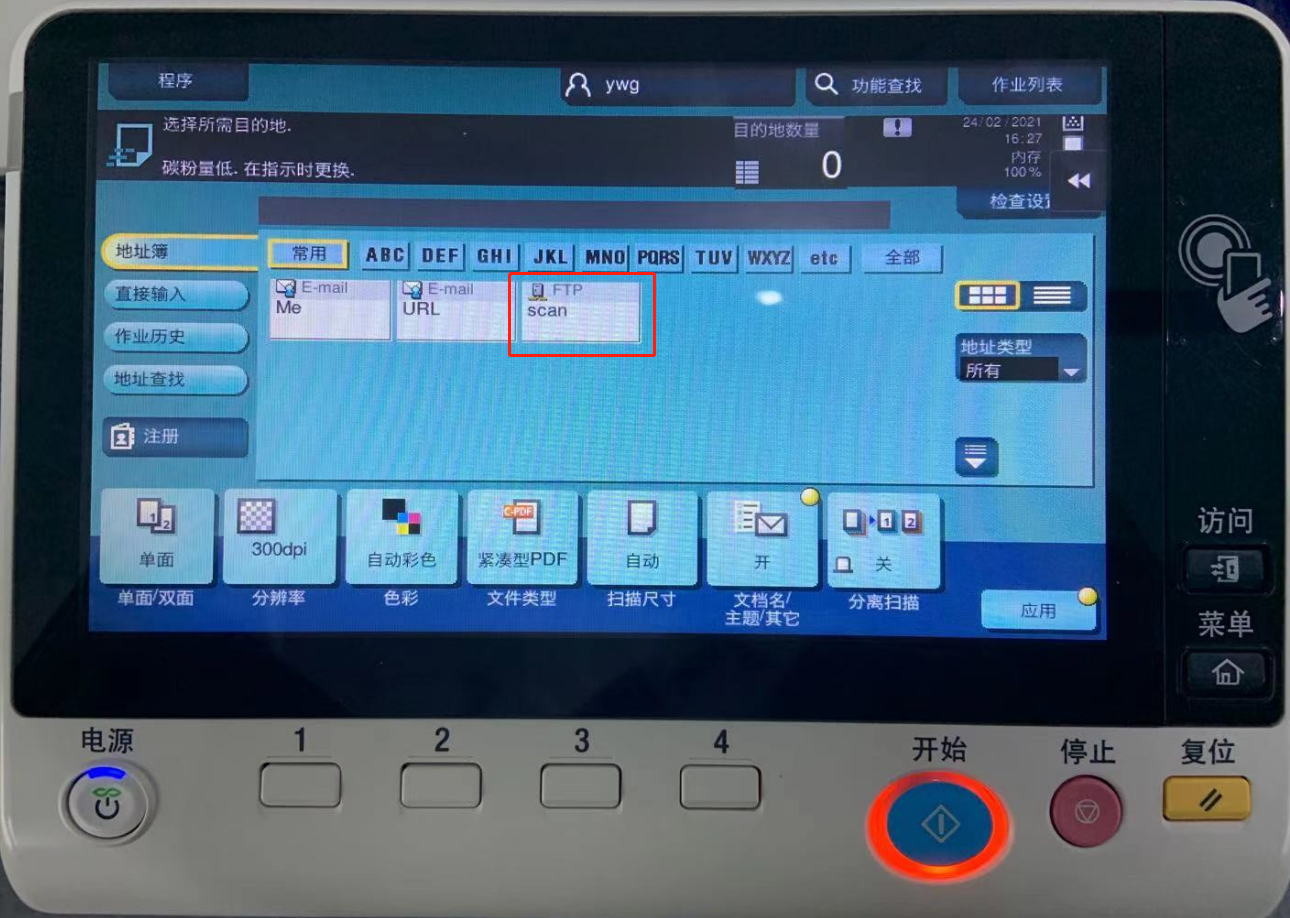 程序
ywg
功能查找
作业列表
选择所需目的地.
目的地数量
24/02/2021
16:27
碳粉量低. 在指示时更换.
0
内存
100%
检查设
地址簿
常用
ABC
DEF
GHI
JKL
MNO
PQRS
TUV
WXYZ
etc
全部
直接输入
E-mail
Me
E-mail
URL
FTP
scan
作业历史
地址类型
所有
地址查找
注册
1
2
单面
300dpi
自动彩色
C-PDF
紧凑型PDF
自动
开
1
2
关
单面/双面
分辨率
色彩
文件类型
扫描尺寸
文档名/
主题/其它
分离扫描
应用
访问
菜单
电源
1
2
3
4
开始
停止
复位